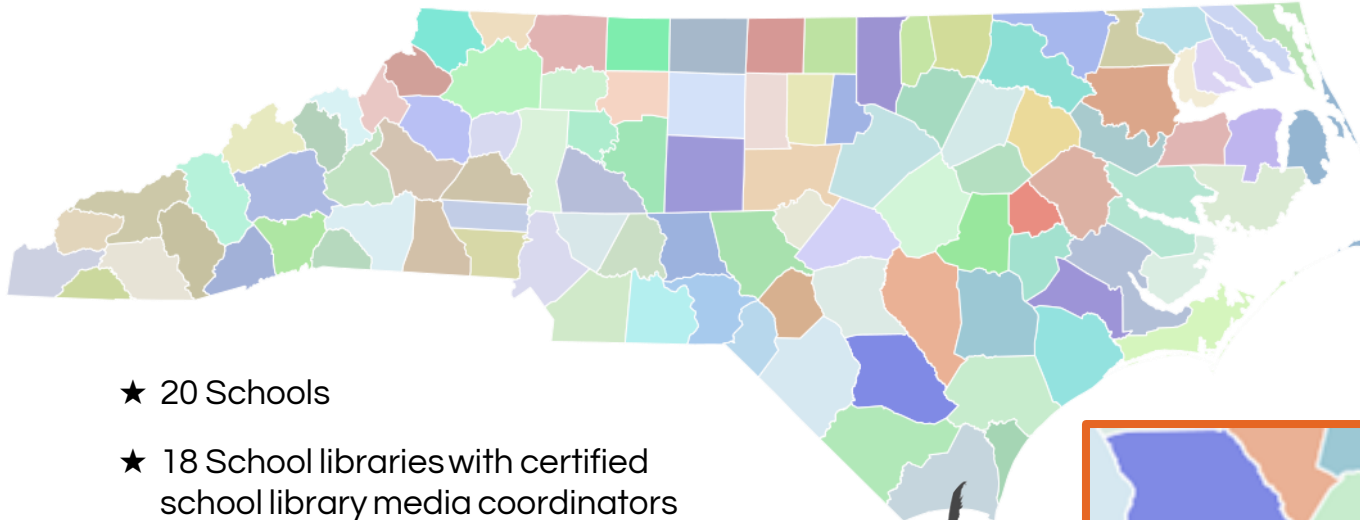 ★ 20 Schools
★ 18 School libraries with certified
school library media coordinators